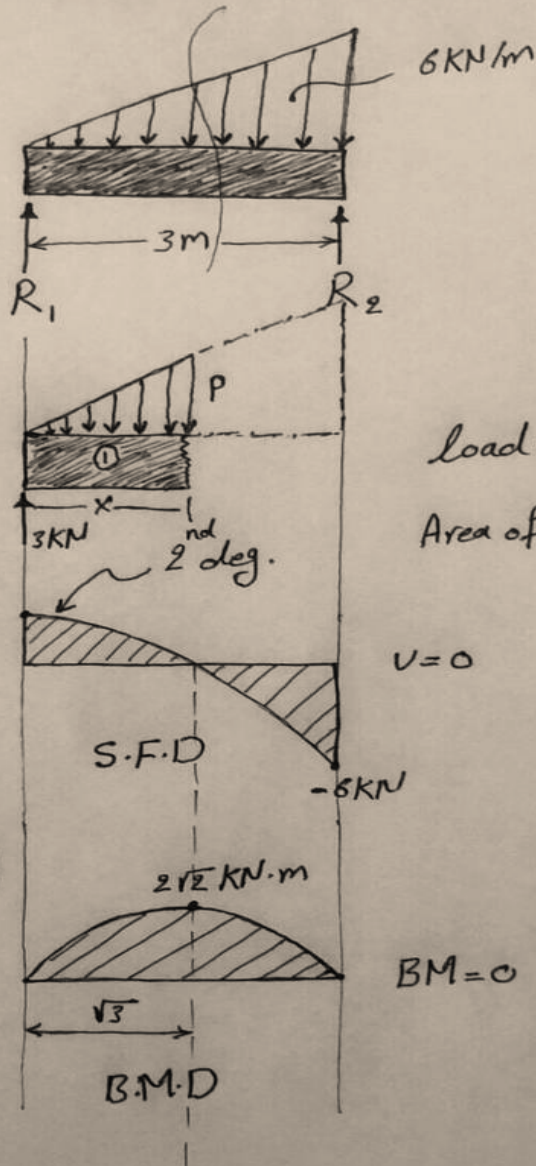 6KN/m
3m
R₁ R₂
P
①
load
x
3KN
Area of
2nd deg.
V=0
S.F.D
-6KN
2√2 KN.m
BM=0
√3
B.M.D